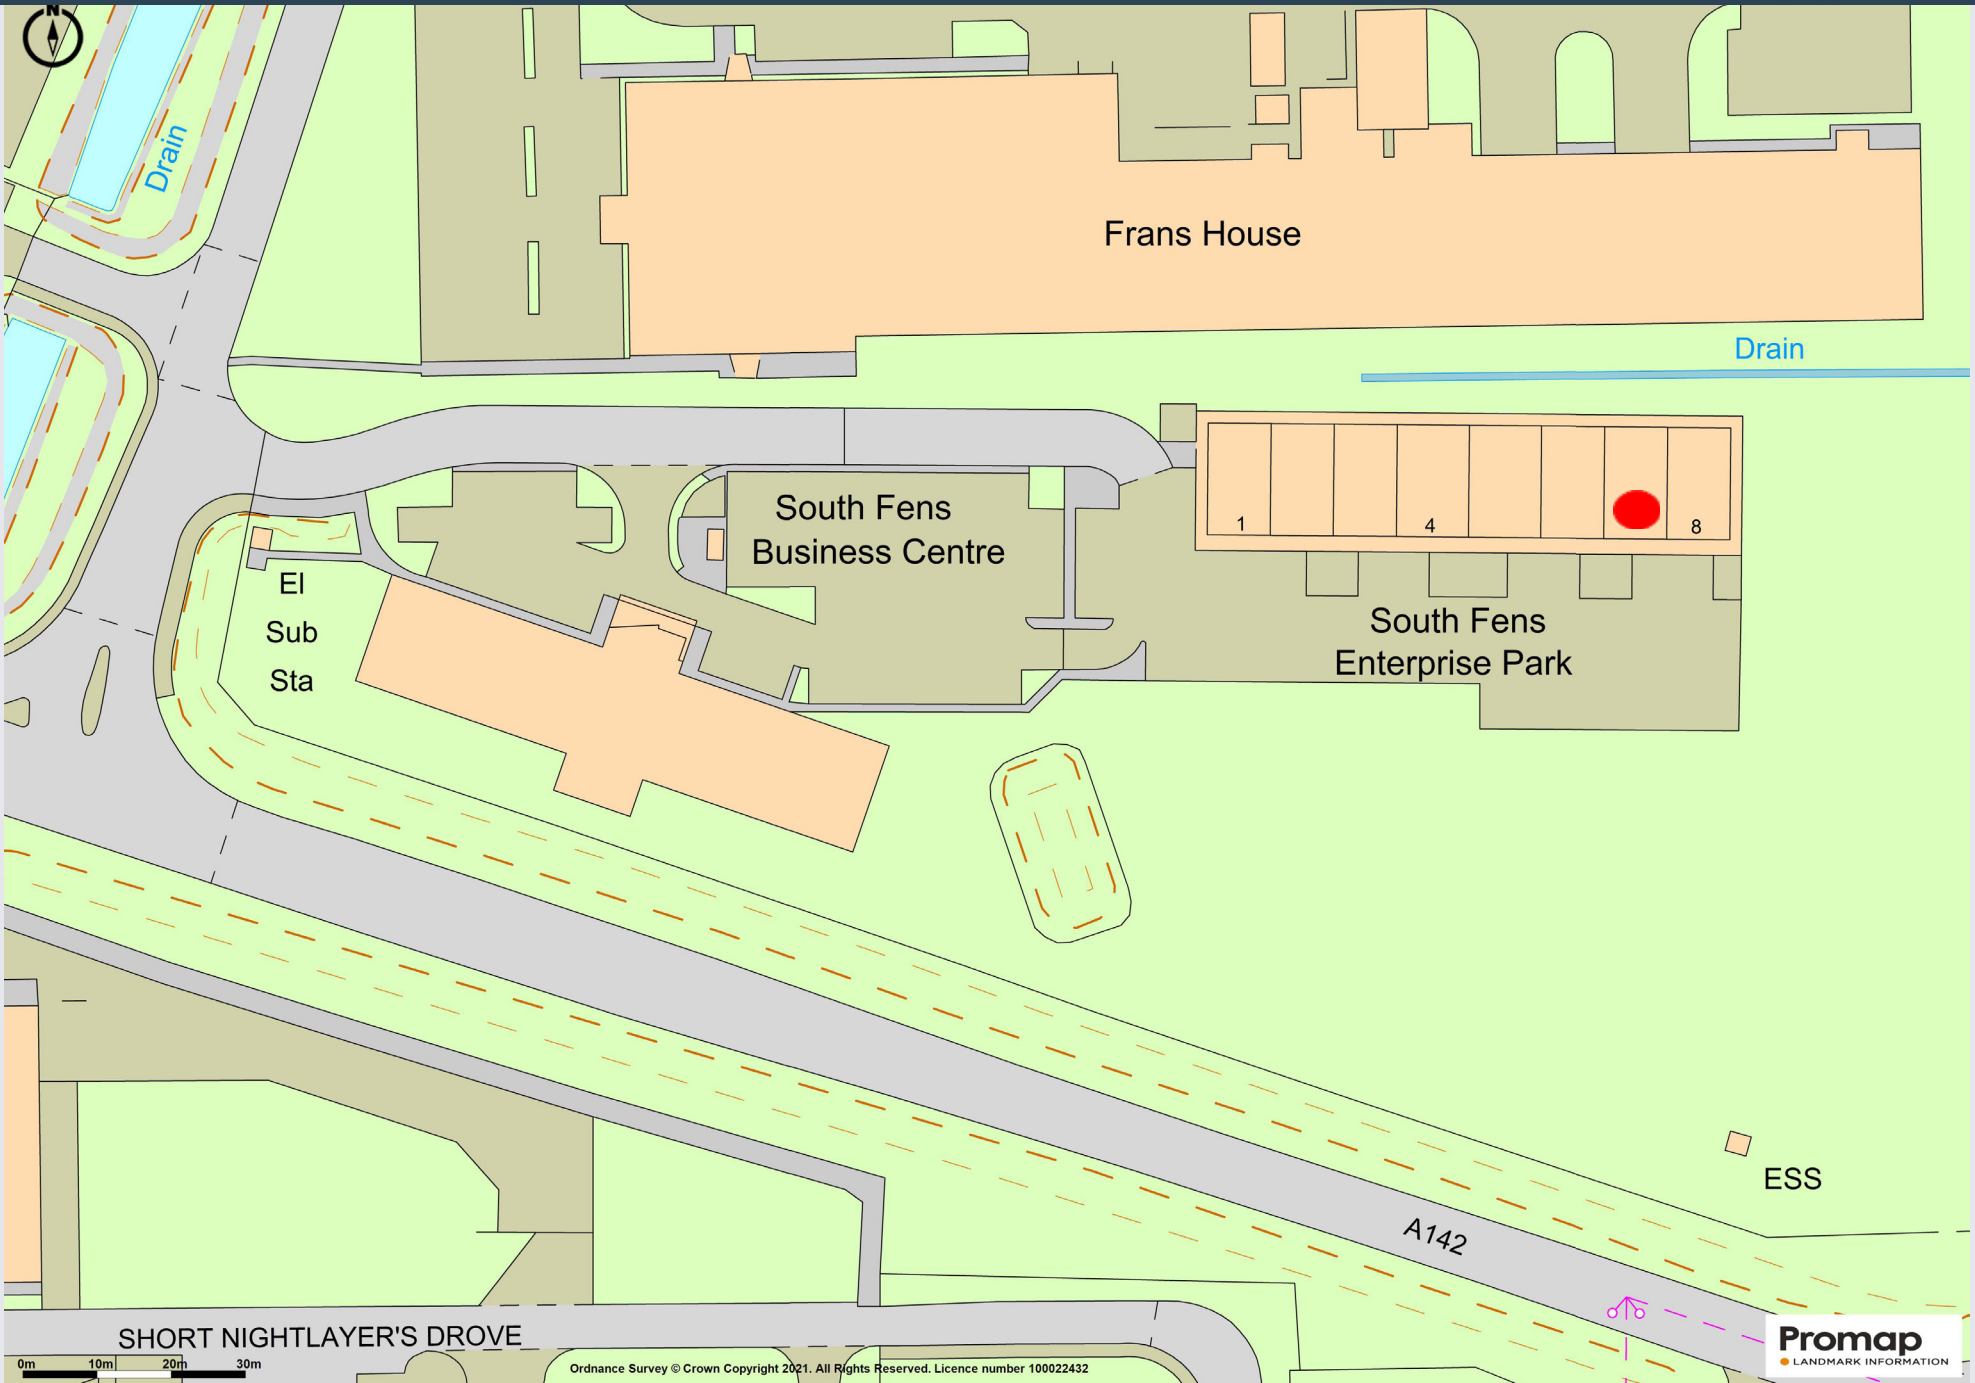 N
Drain
Frans House
Drain
South Fens
Business Centre
1
4
8
El
Sub
Sta
South Fens
Enterprise Park
ESS
A142
SHORT NIGHTLAYER'S DROVE
0m 10m 20m 30m
Ordnance Survey © Crown Copyright 2021. All Rights Reserved. Licence number 100022432
Promap
LANDMARK INFORMATION